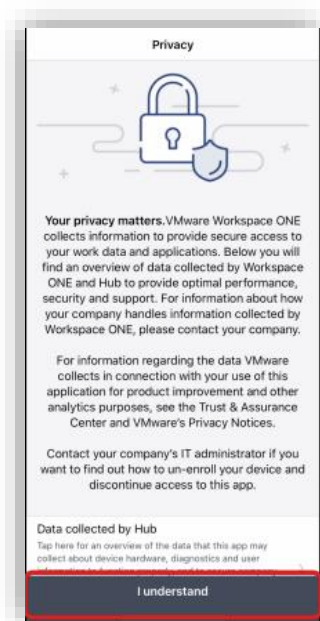 Privacy
Your privacy matters.VMware Workspace ONE
collects information to provide secure access to
your work data and applications. Below you will
find an overview of data collected by Workspace
ONE and Hub to provide optimal performance,
security and support. For information about how
your company handles information collected by
Workspace ONE, please contact your company.
For information regarding the data VMware
collects in connection with your use of this
application for product improvement and other
analytics purposes, see the Trust & Assurance
Center and VMware's Privacy Notices.
Contact your company's IT administrator if you
want to find out how to un-enroll your device and
discontinue access to this app.
Data collected by Hub
Tap here for an overview of the data that this app may
collect about device hardware, diagnostics and user
I understand